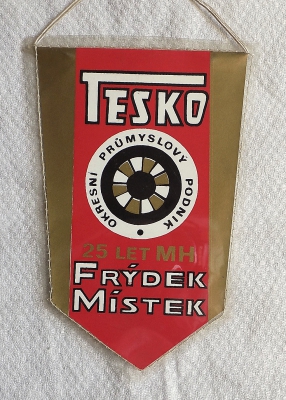 TESKO
OKRESNÍ PRŮMYSLOVÝ PODNIK
25 LET MH
FRÝDEK
MÍSTEK